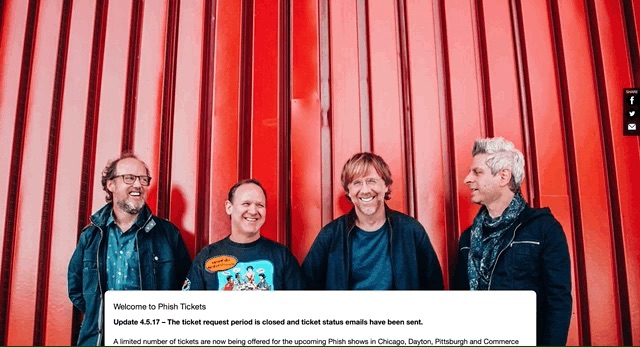 SHARE
Welcome to Phish Tickets
Update 4.5.17 – The ticket request period is closed and ticket status emails have been sent.
A limited number of tickets are now being offered for the upcoming Phish shows in Chicago, Dayton, Pittsburgh and Commerce